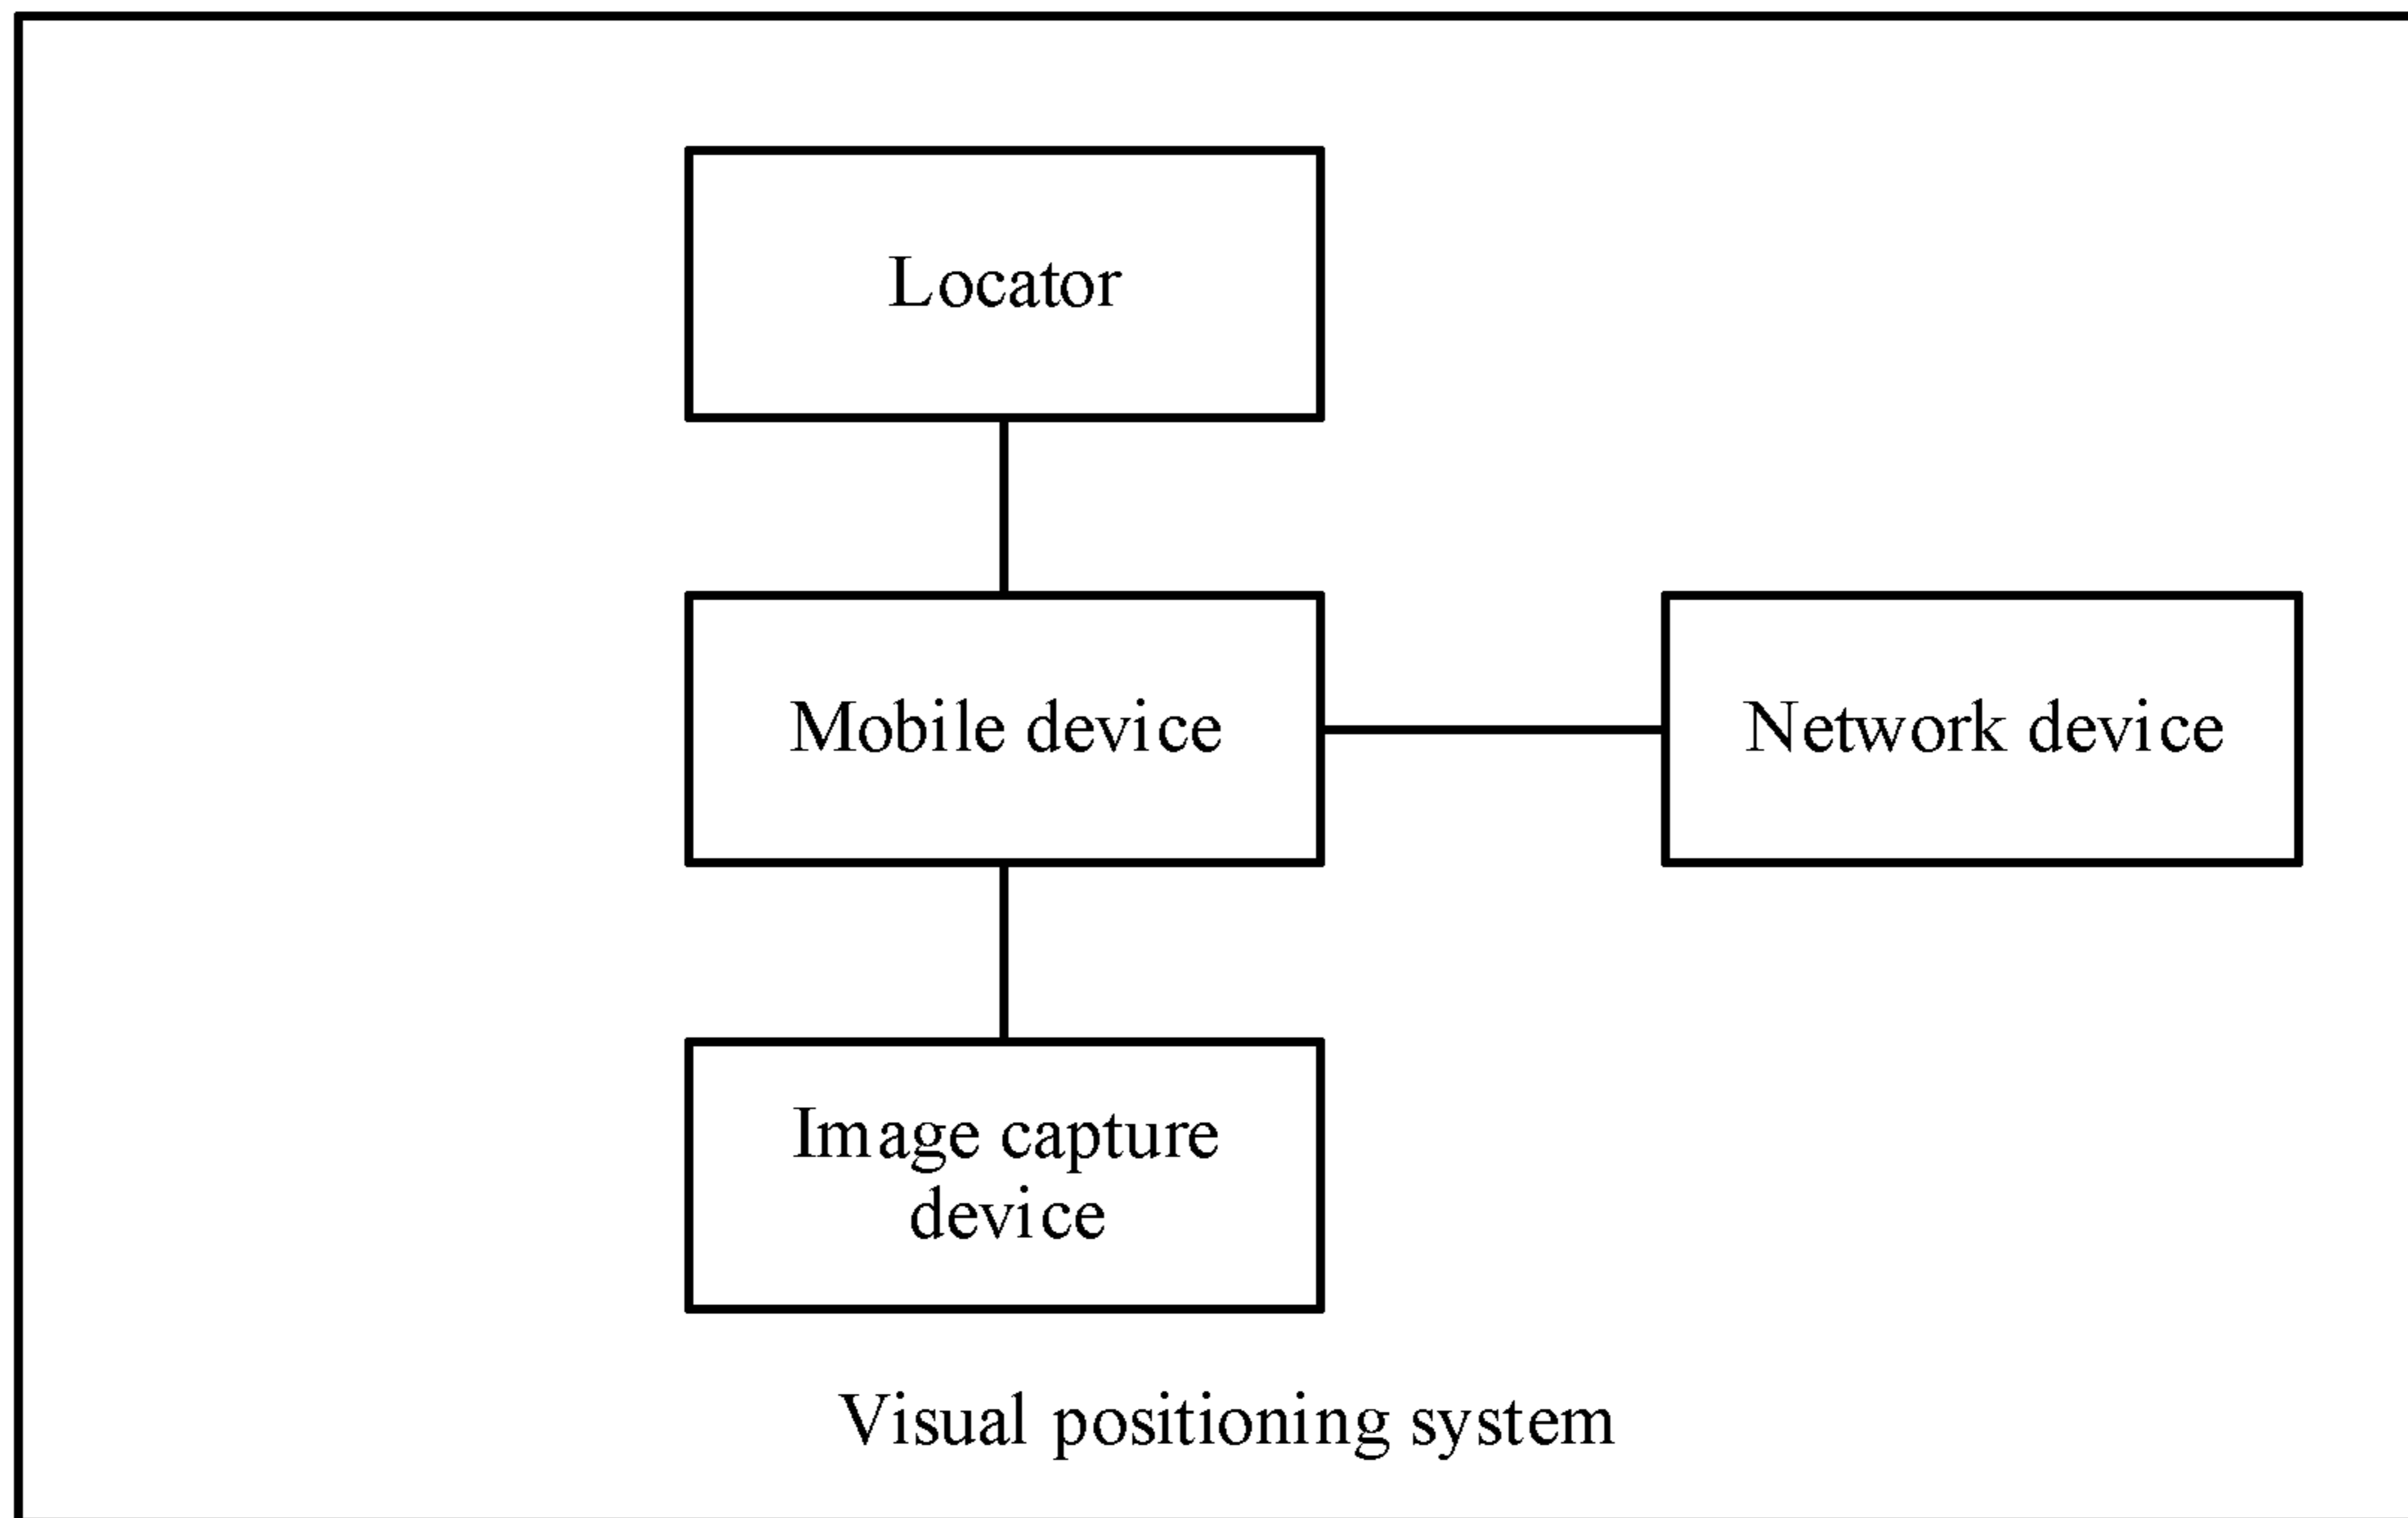 Locator
Mobile device
Network device
Image capture
device
Visual positioning system